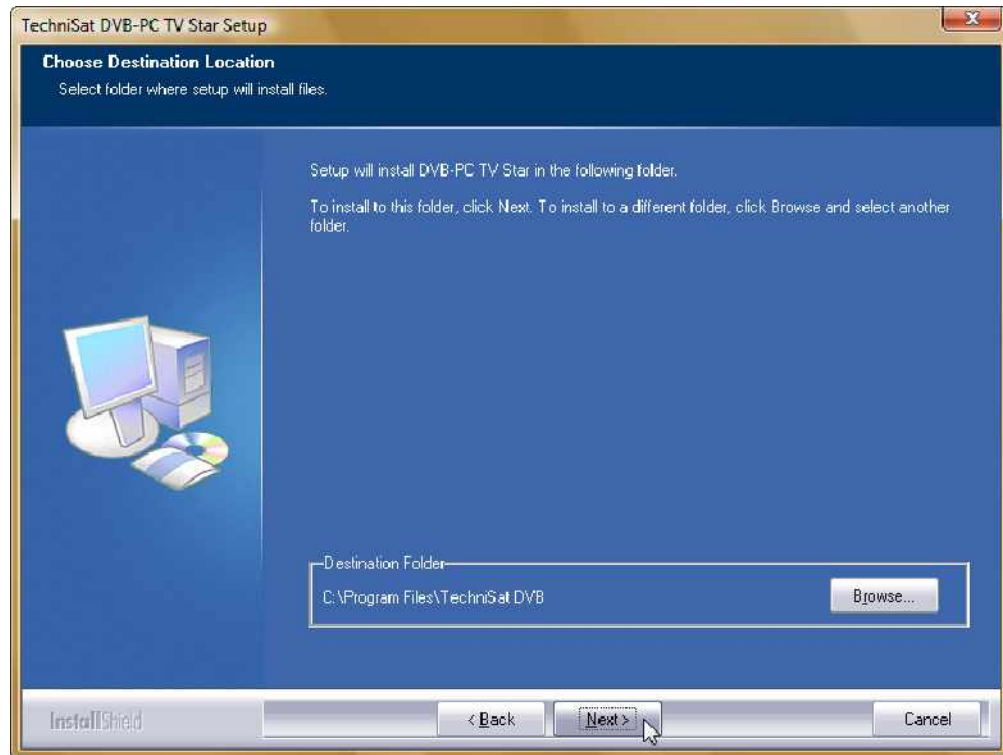 TechniSat DVB-PC TV Star Setup
Choose Destination Location
Select folder where setup will install files.
Setup will install DVB-PC TV Star in the following folder.
To install to this folder, click Next. To install to a different folder, click Browse and select another
folder.
Destination Folder
C:\Program Files\TechniSat DVB
Browse...
InstallShield
< Back
Next >
Cancel